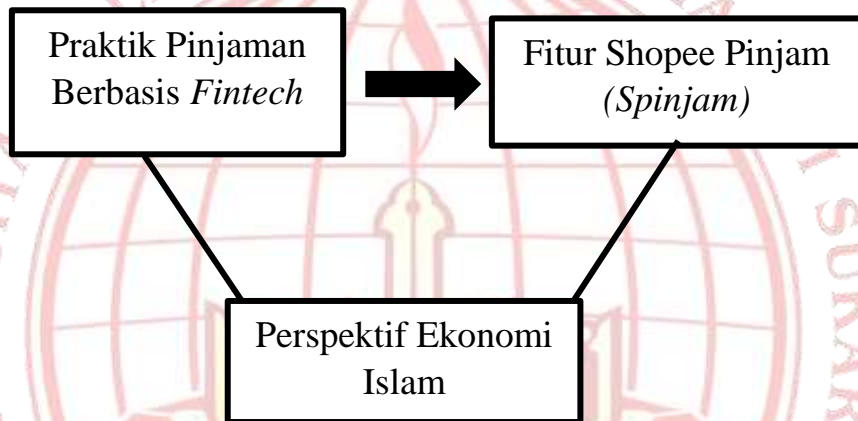 Praktik Pinjaman
Berbasis Fintech
Fitur Shopee Pinjam
(Spinjam)
Perspektif Ekonomi
Islam